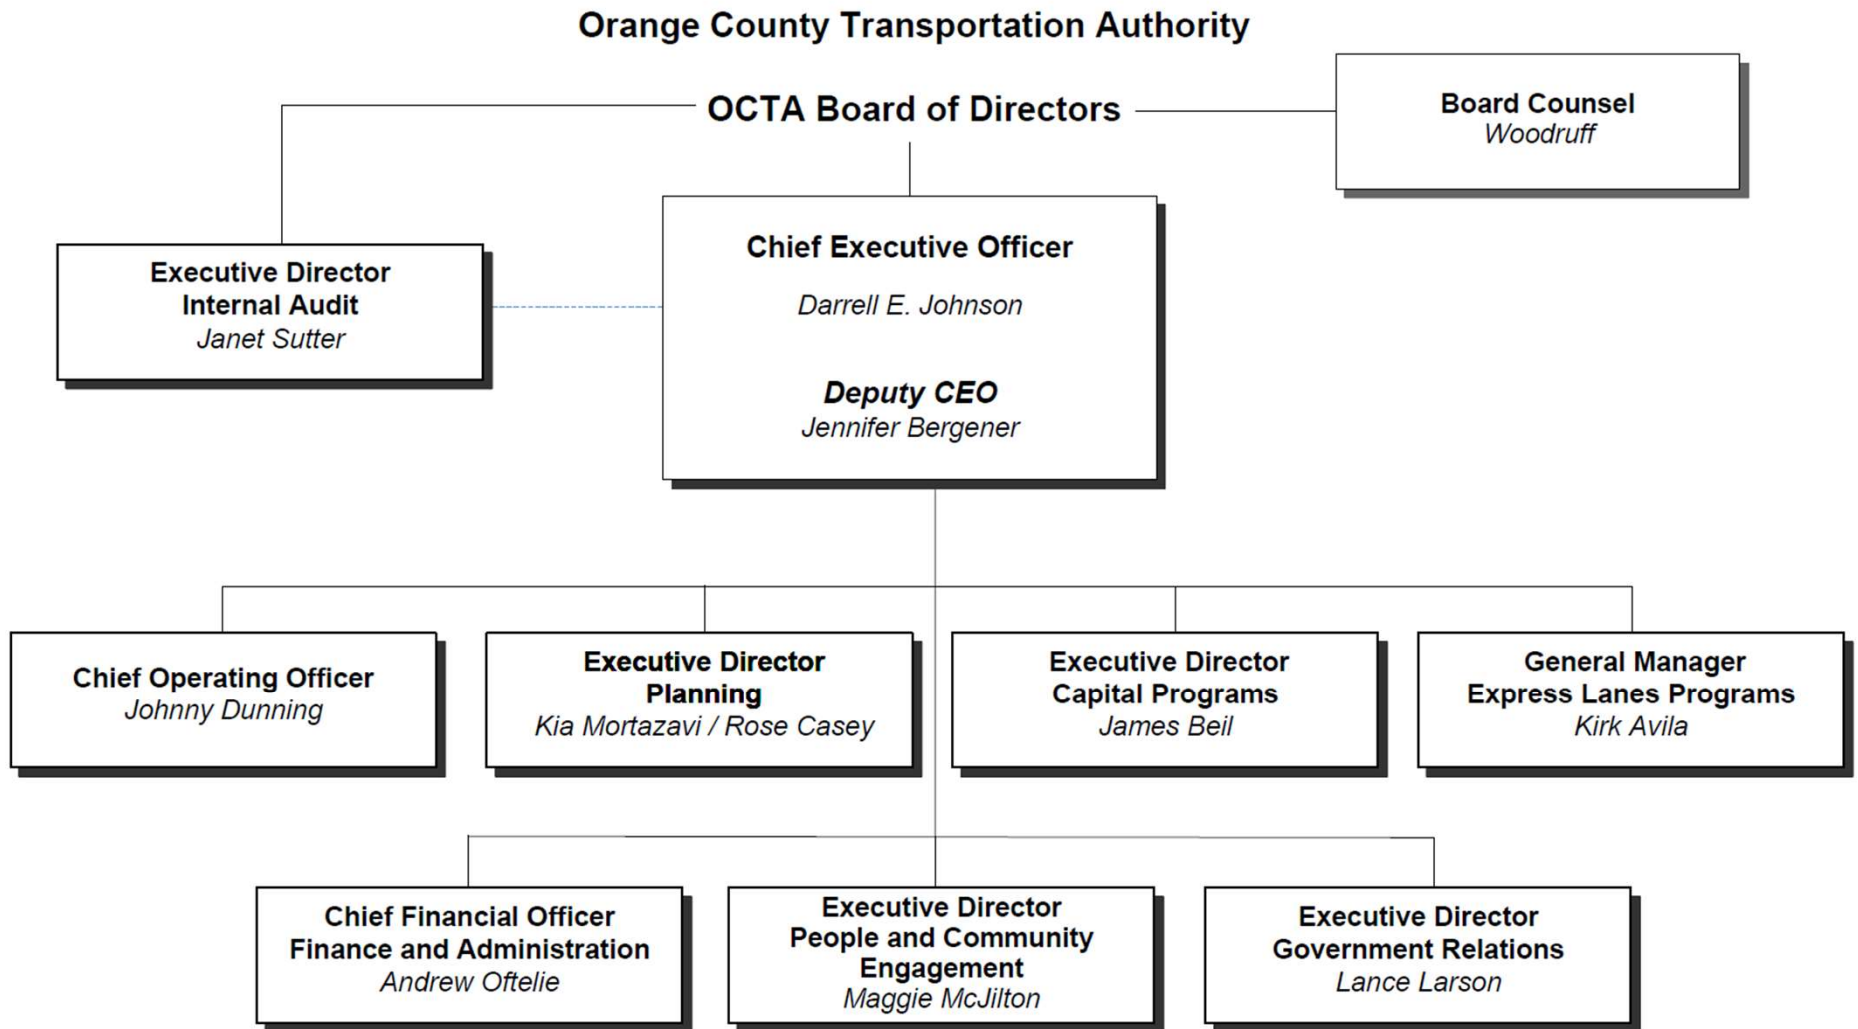 Orange County Transportation Authority
OCTA Board of Directors
Board Counsel
Woodruff
Chief Executive Officer
Darrell E. Johnson
Deputy CEO
Jennifer Bergener
Executive Director
Internal Audit
Janet Sutter
Chief Operating Officer
Johnny Dunning
Executive Director
Planning
Kia Mortazavi / Rose Casey
Executive Director
Capital Programs
James Beil
General Manager
Express Lanes Programs
Kirk Avila
Chief Financial Officer
Finance and Administration
Andrew Oftelie
Executive Director
People and Community
Engagement
Maggie McJilton
Executive Director
Government Relations
Lance Larson